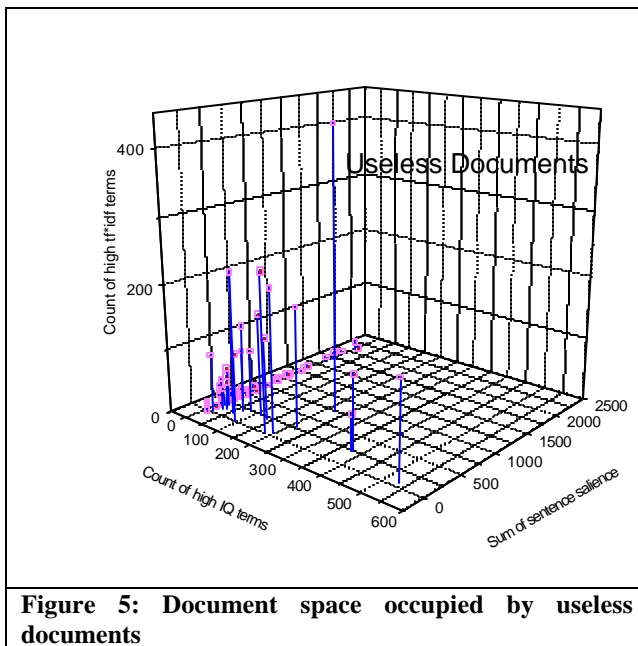 Useless Documents
Count of high tf*idf terms
400
200
0
0
100
200
300
400
500
600
Count of high IQ terms
0
500
1000
1500
2000
2500
Sum of sentence salience
Figure 5: Document space occupied by useless
documents